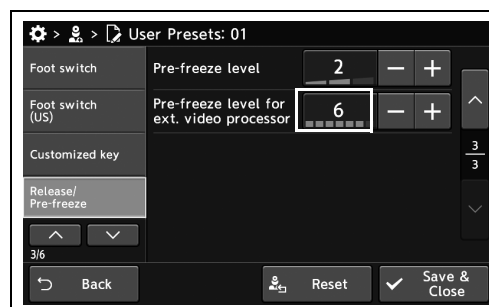 > > User Presets: 01
Foot switch
Pre-freeze level
2
− +
Foot switch
(US)
Pre-freeze level for
ext. video processor
6
− +
Customized key
3
3
Release/
Pre-freeze
3/6
Back
Reset
Save &
Close